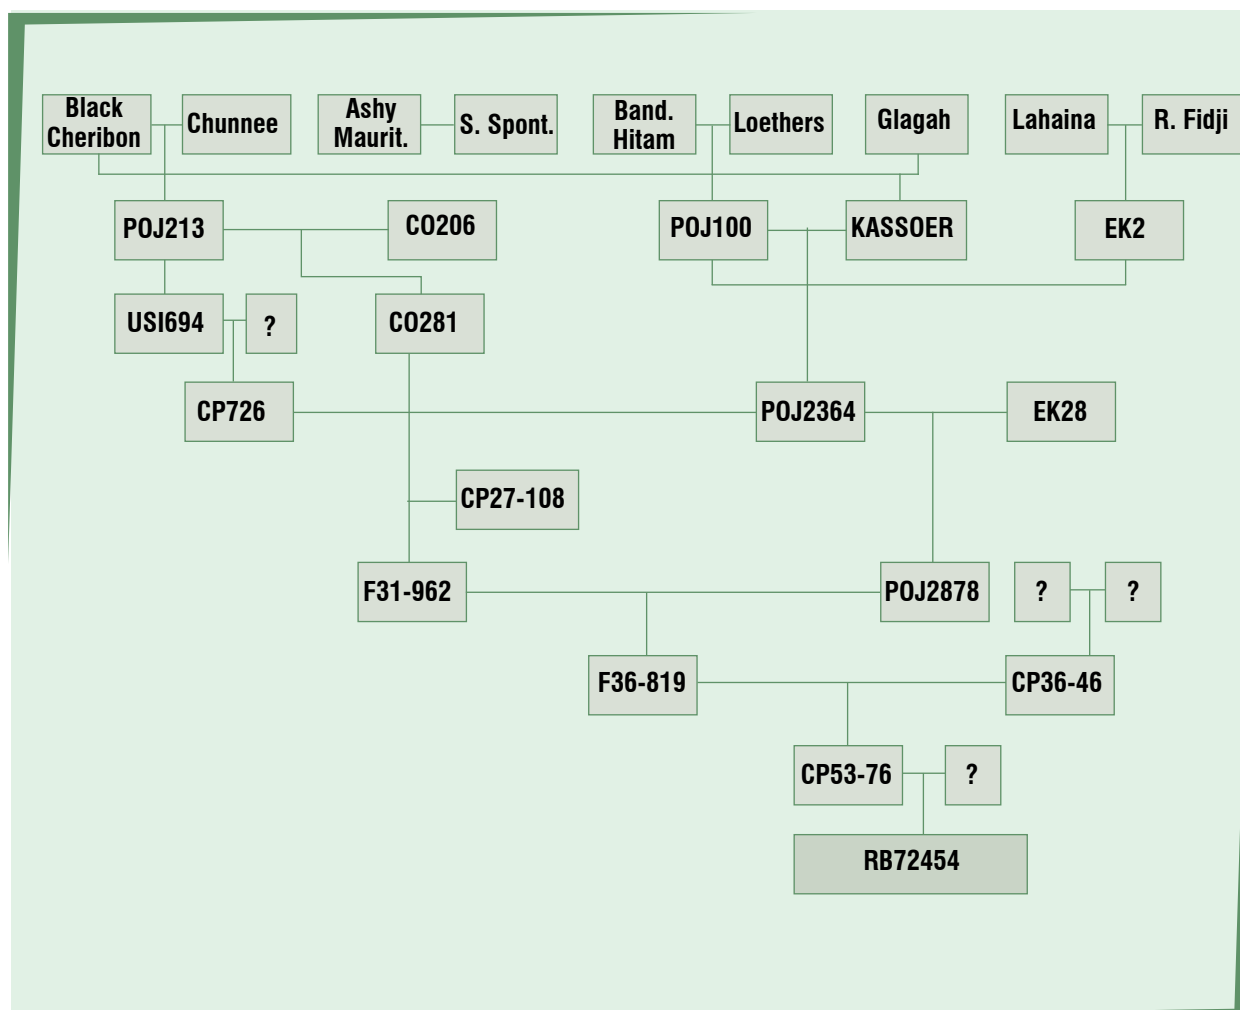 Black
Cheribon
Chunnee
Ashy
Maurit.
S. Spont.
Band.
Hitam
Loethers
Glagah
Lahaina
R. Fidji
POJ213
CO206
POJ100
KASSOER
EK2
USI694
?
CO281
CP726
POJ2364
EK28
CP27-108
F31-962
POJ2878
?
?
F36-819
CP36-46
CP53-76
?
RB72454